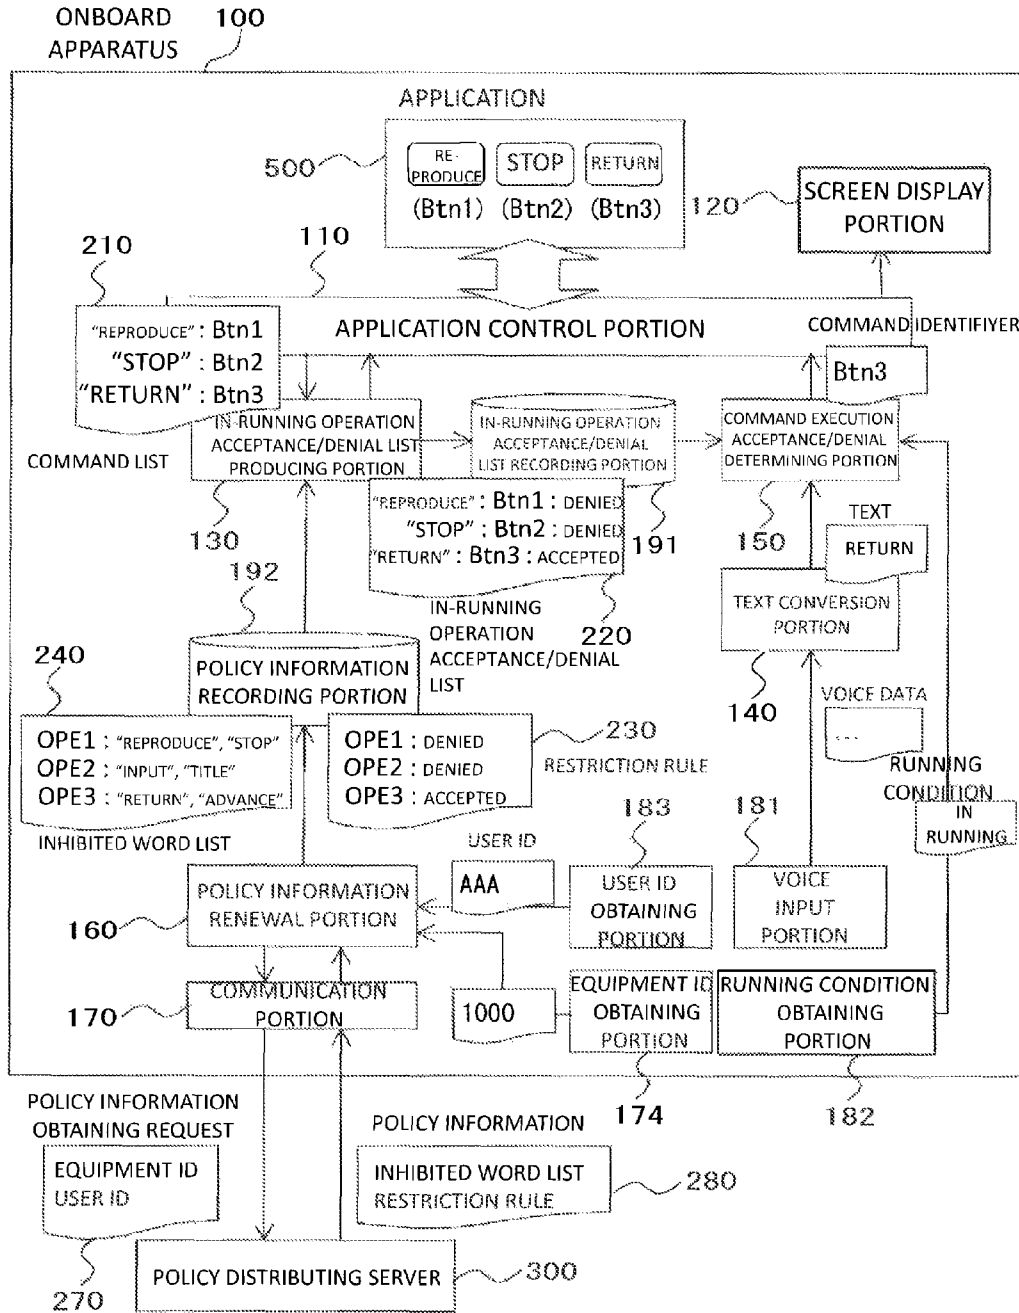 ONBOARD
APPARATUS
100
APPLICATION
500
RE-
PRODUCE
STOP
RETURN
(Btn1) (Btn2) (Btn3)
120
SCREEN DISPLAY
PORTION
210
110
"REPRODUCE" : Btn1
"STOP" : Btn2
"RETURN" : Btn3
COMMAND LIST
APPLICATION CONTROL PORTION
COMMAND IDENTIFIYER
Btn3
IN-RUNNING OPERATION
ACCEPTANCE/DENIAL LIST
PRODUCING PORTION
130
IN-RUNNING OPERATION
ACCEPTANCE/DENIAL
LIST RECORDING PORTION
191
COMMAND EXECUTION
ACCEPTANCE/DENIAL
DETERMINING PORTION
150
"REPRODUCE" : Btn1 : DENIED
"STOP" : Btn2 : DENIED
"RETURN" : Btn3 : ACCEPTED
220
IN-RUNNING
OPERATION
ACCEPTANCE/DENIAL
LIST
TEXT
RETURN
TEXT CONVERSION
PORTION
140
192
POLICY INFORMATION
RECORDING PORTION
240
OPE1 : "REPRODUCE", "STOP"
OPE2 : "INPUT", "TITLE"
OPE3 : "RETURN", "ADVANCE"
INHIBITED WORD LIST
OPE1 : DENIED
OPE2 : DENIED
OPE3 : ACCEPTED
230
RESTRICTION RULE
VOICE DATA
...
RUNNING
CONDITION
IN
RUNNING
USER ID
AAA
183
USER ID
OBTAINING
PORTION
181
VOICE
INPUT
PORTION
POLICY INFORMATION
RENEWAL PORTION
160
COMMUNICATION
PORTION
170
1000
EQUIPMENT ID
OBTAINING
PORTION
174
RUNNING CONDITION
OBTAINING
PORTION
182
POLICY INFORMATION
OBTAINING REQUEST
EQUIPMENT ID
USER ID
270
POLICY INFORMATION
INHIBITED WORD LIST
RESTRICTION RULE
280
POLICY DISTRIBUTING SERVER
300